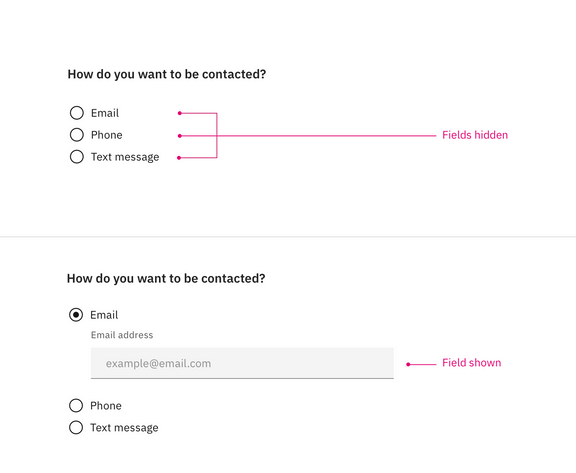 How do you want to be contacted?
Email
Phone
Text message
Fields hidden
How do you want to be contacted?
Email
Email address
example@email.com
Field shown
Phone
Text message